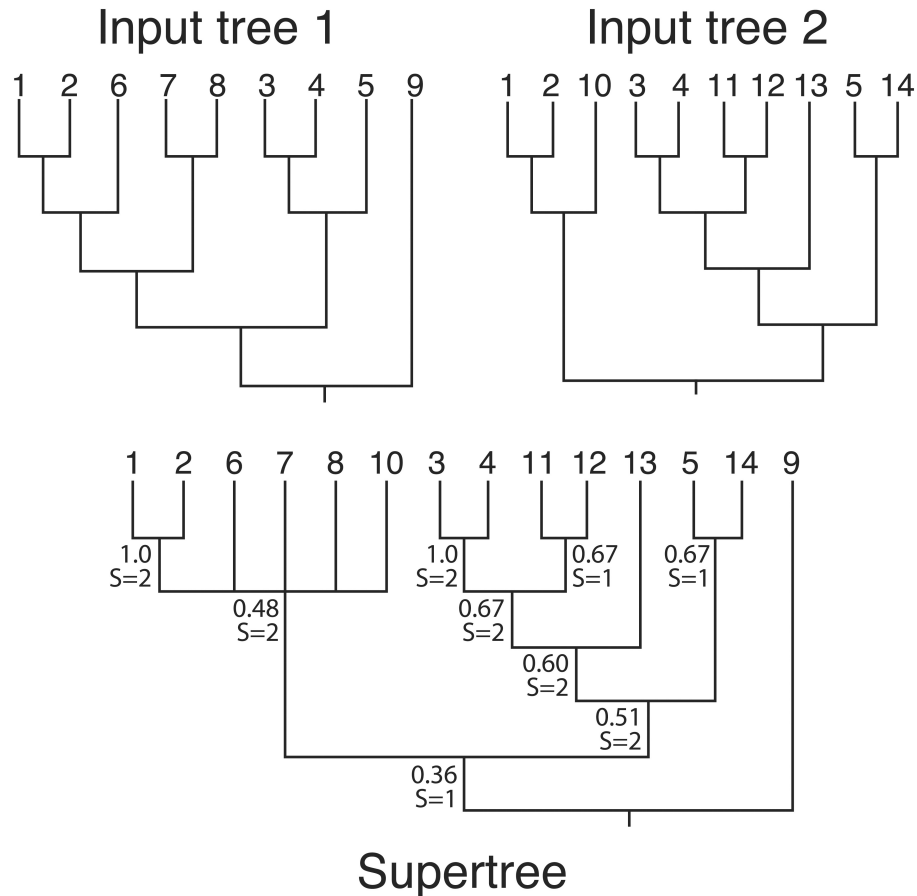 Input tree 1
Input tree 2
1 2 6 7 8 3 4 5 9
1 2 10 3 4 11 12 13 5 14
1 2 6 7 8 10 3 4 11 12 13 5 14 9
1.0
S=2
1.0
S=2
0.67
S=1
0.67
S=1
0.48
S=2
0.67
S=2
0.60
S=2
0.51
S=2
0.36
S=1
Supertree